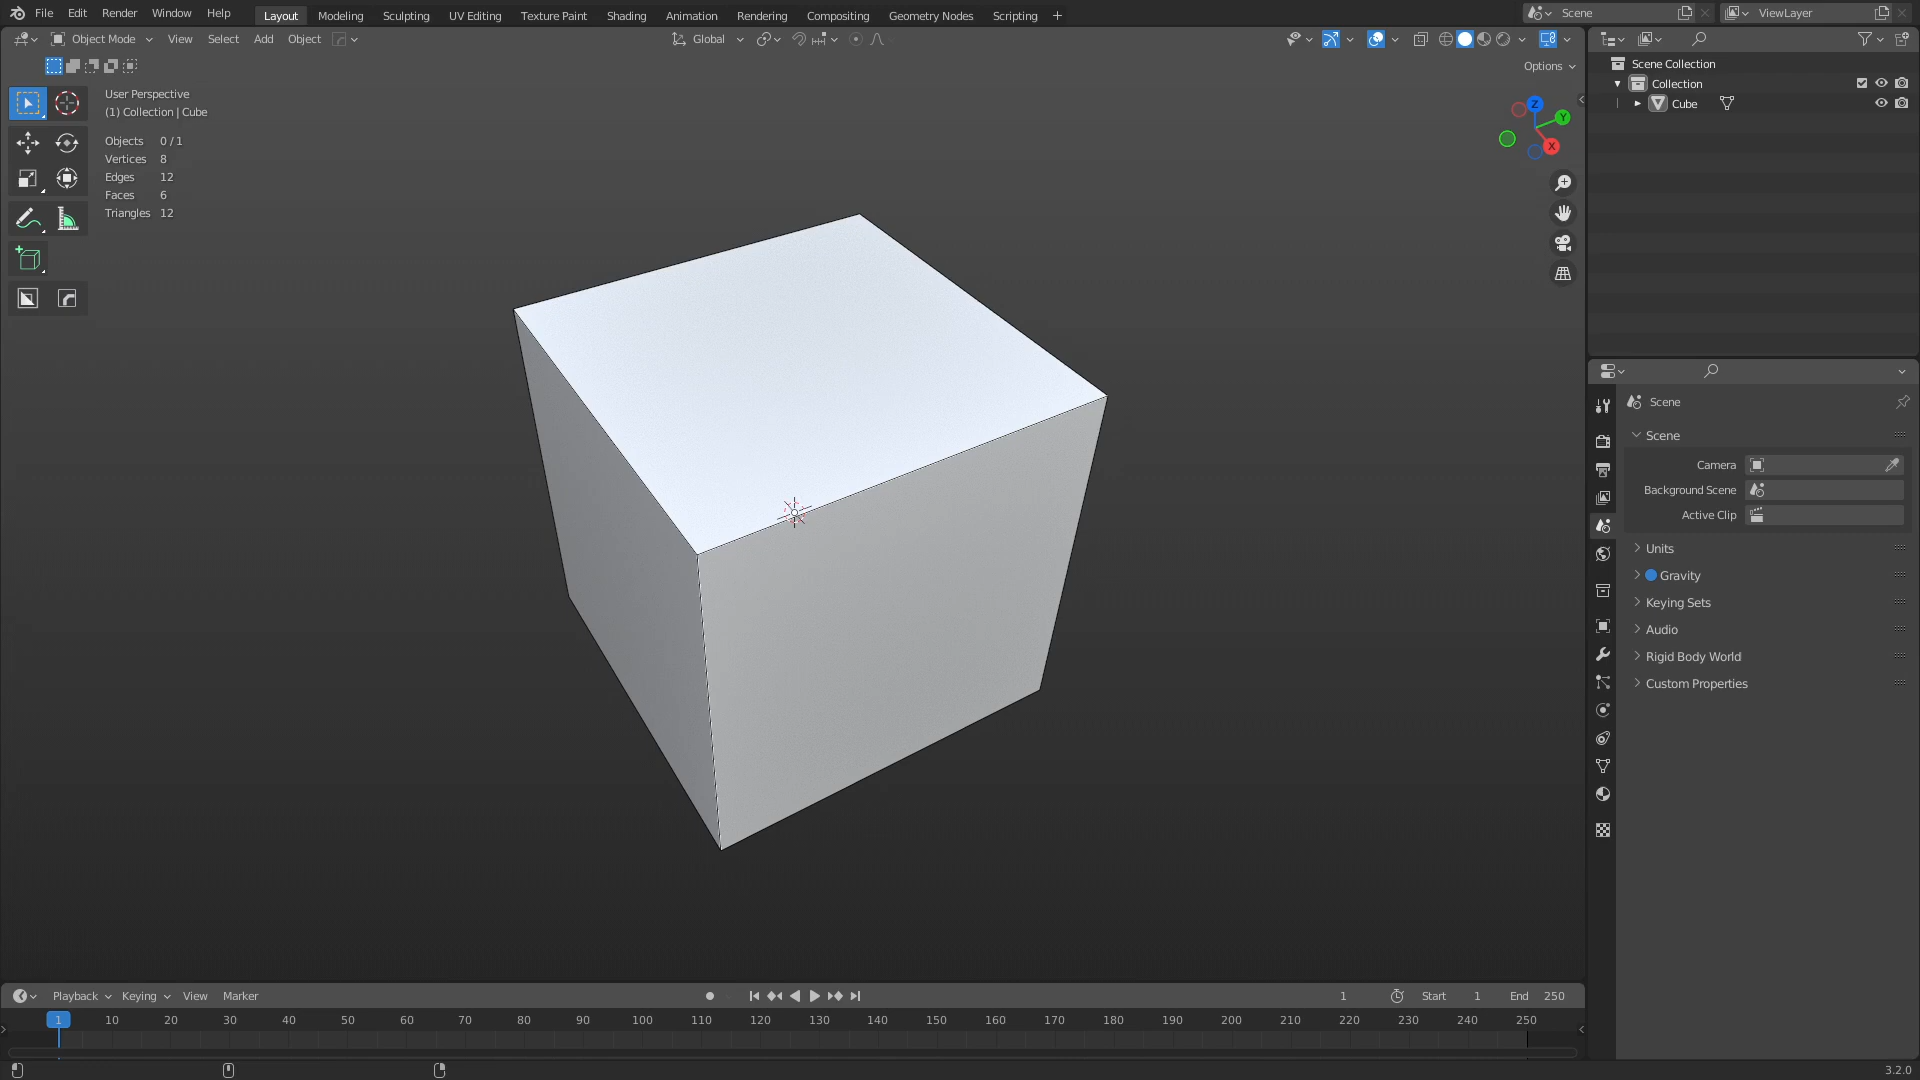 File Edit Render Window Help Layout Modeling Sculpting UV Editing Texture Paint Shading Animation Rendering Compositing Geometry Nodes Scripting + Scene ViewLayer
Object Mode View Select Add Object Global
Options
User Perspective
(1) Collection | Cube
Objects 0 / 1
Vertices 8
Edges 12
Faces 6
Triangles 12
Z
Y
X
Scene Collection
Collection
Cube
Scene
Scene
Camera
Background Scene
Active Clip
Units
Gravity
Keying Sets
Audio
Rigid Body World
Custom Properties
Playback Keying View Marker 1 Start 1 End 250
1 10 20 30 40 50 60 70 80 90 100 110 120 130 140 150 160 170 180 190 200 210 220 230 240 250
3.2.0